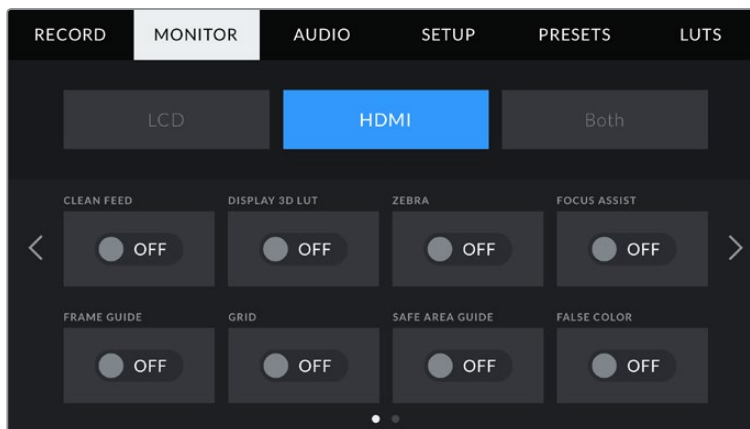 RECORD MONITOR AUDIO SETUP PRESETS LUTS
LCD HDMI Both
CLEAN FEED DISPLAY 3D LUT ZEBRA FOCUS ASSIST
OFF OFF OFF OFF
FRAME GUIDE GRID SAFE AREA GUIDE FALSE COLOR
OFF OFF OFF OFF